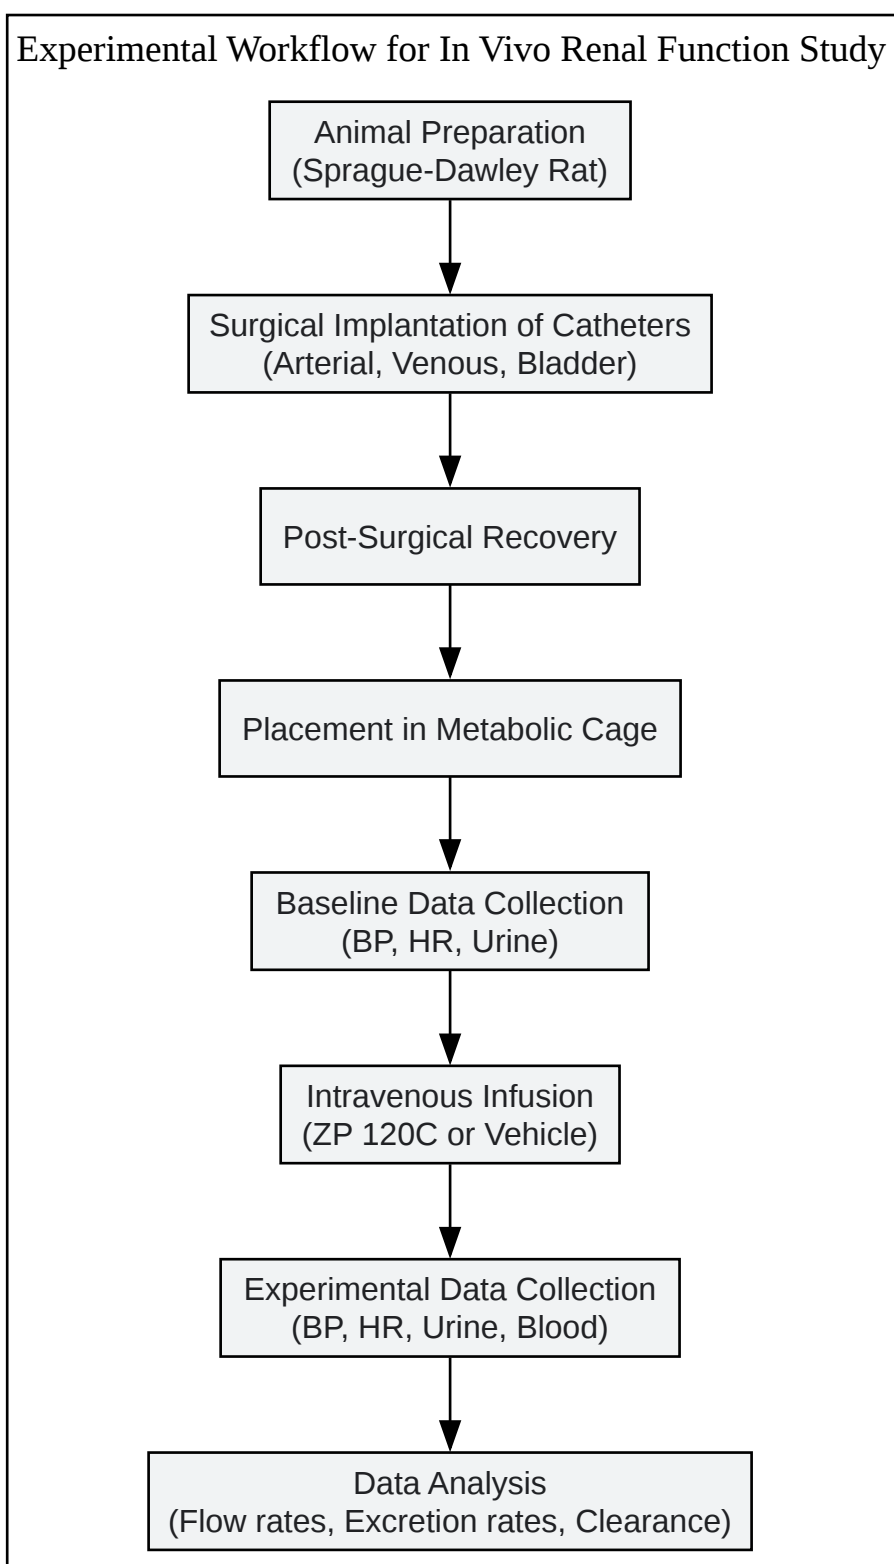 Experimental Workflow for In Vivo Renal Function Study
Animal Preparation
(Sprague-Dawley Rat)
Surgical Implantation of Catheters
(Arterial, Venous, Bladder)
Post-Surgical Recovery
Placement in Metabolic Cage
Baseline Data Collection
(BP, HR, Urine)
Intravenous Infusion
(ZP 120C or Vehicle)
Experimental Data Collection
(BP, HR, Urine, Blood)
Data Analysis
(Flow rates, Excretion rates, Clearance)